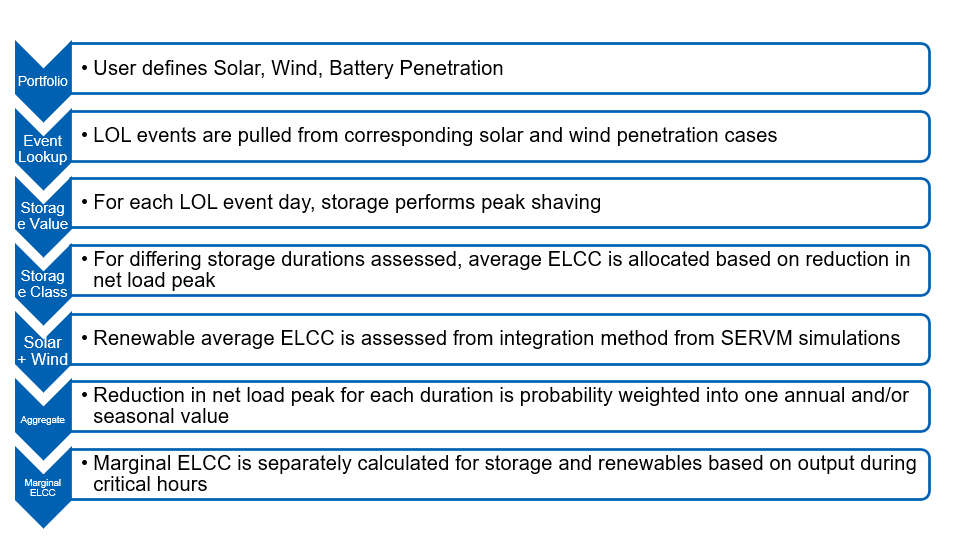 Portfolio
• User defines Solar, Wind, Battery Penetration
Event
Lookup
• LOL events are pulled from corresponding solar and wind penetration cases
Storag
e Value
• For each LOL event day, storage performs peak shaving
Storag
e Class
• For differing storage durations assessed, average ELCC is allocated based on reduction in
net load peak
Solar
+ Wind
• Renewable average ELCC is assessed from integration method from SERVM simulations
Aggregate
• Reduction in net load peak for each duration is probability weighted into one annual and/or
seasonal value
Marginal
ELCC
• Marginal ELCC is separately calculated for storage and renewables based on output during
critical hours